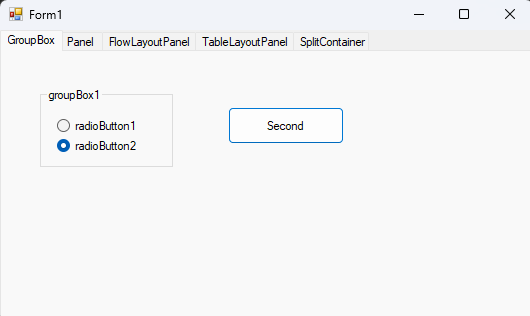 Form1
GroupBox Panel FlowLayoutPanel TableLayoutPanel SplitContainer
groupBox1
radioButton1
Second
radioButton2